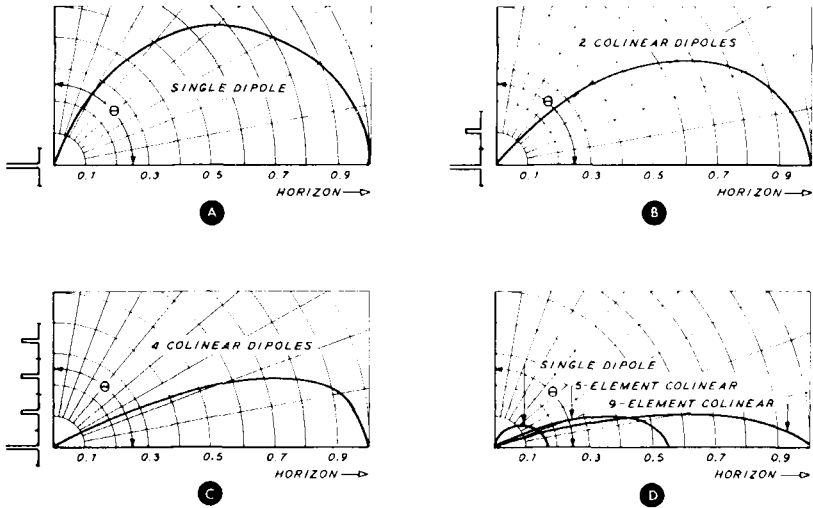 SINGLE DIPOLE
Θ
0.1 0.3 0.5 0.7 0.9
HORIZON
A
2 COLINEAR DIPOLES
Θ
0.1 0.3 0.5 0.7 0.9
HORIZON
B
4 COLINEAR DIPOLES
Θ
0.1 0.3 0.5 0.7 0.9
HORIZON
C
SINGLE DIPOLE
Θ
5-ELEMENT COLINEAR
9-ELEMENT COLINEAR
0.1 0.3 0.5 0.7 0.9
HORIZON
D